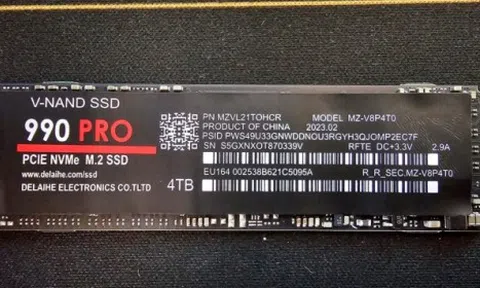 V-NAND SSD
990 PRO
PCIE NVMe M.2 SSD
www.delaihe.com/ssd
DELAIHE ELECTRONICS CO.TLTD
4TB
PN MZVL21TOHCR MODEL MZ-V8P4T0
PRODUCT OF CHINA 2023.02
PSID PWS49U33GNWDDNOU3RGYH3QJOMP2EC7F
SN S5GXNXOT870339V RFTE DC+3.3V 2.9A
EU164 002538B621C5095A R_R_SEC.MZ-V8P4T0